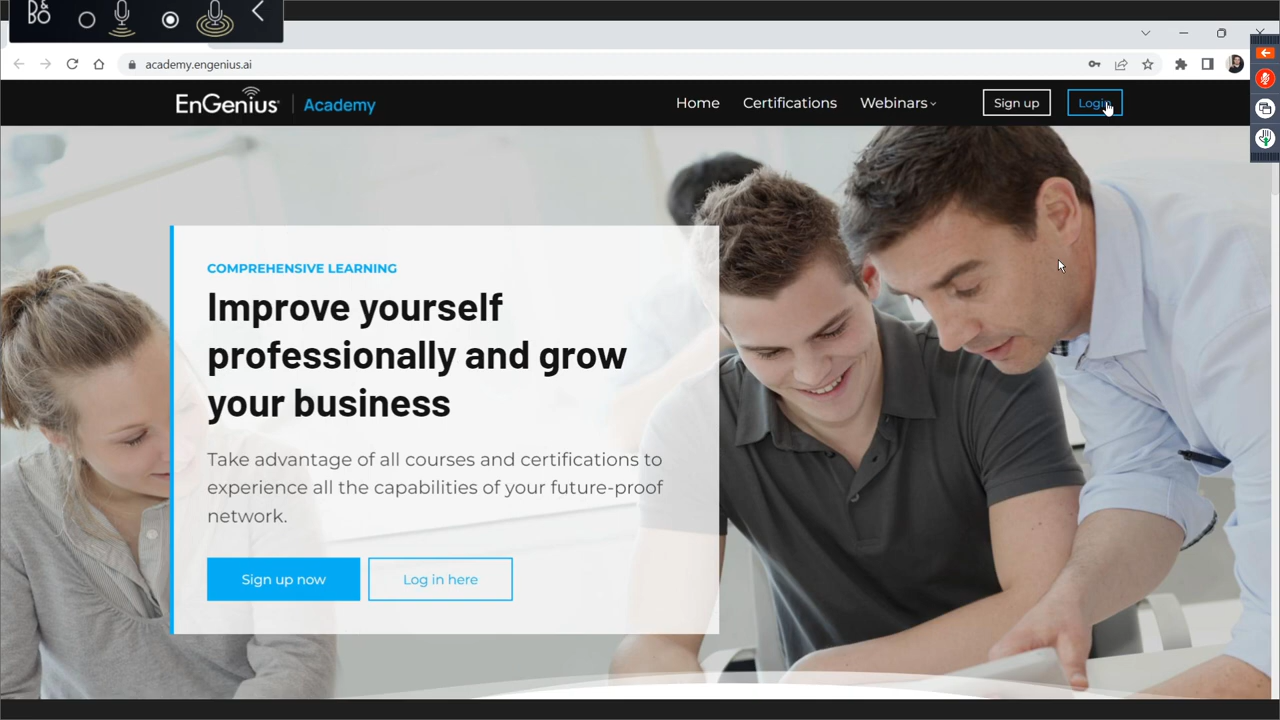 B&O
academy.engenius.ai
EnGenius Academy
Home Certifications Webinars Sign up Login
COMPREHENSIVE LEARNING
Improve yourself
professionally and grow
your business
Take advantage of all courses and certifications to
experience all the capabilities of your future-proof
network.
Sign up now Log in here